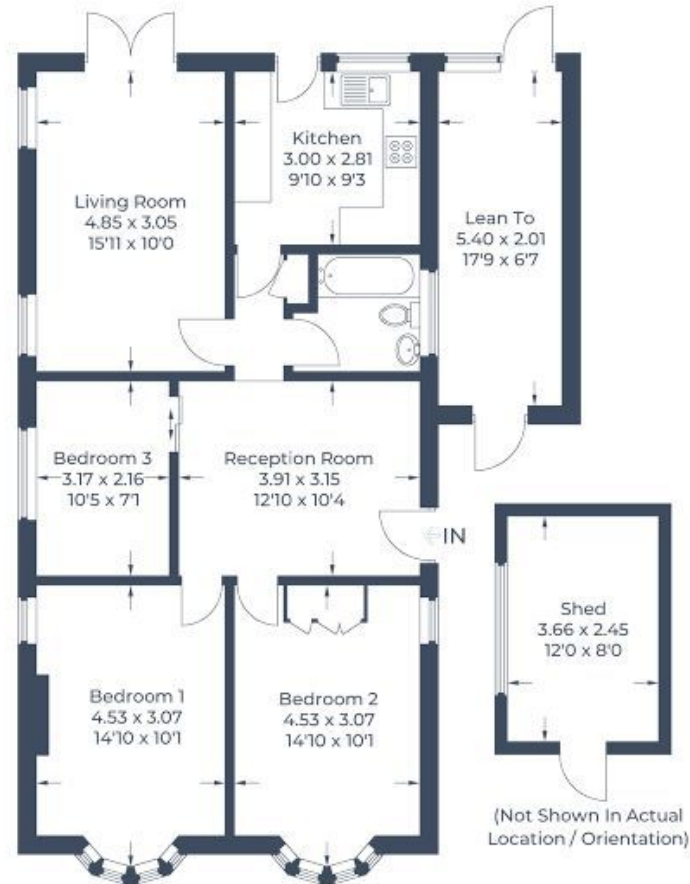 Kitchen
3.00 x 2.81
9'10 x 9'3
Living Room
4.85 x 3.05
15'11 x 10'0
Lean To
5.40 x 2.01
17'9 x 6'7
Bedroom 3
3.17 x 2.16
10'5 x 7'1
Reception Room
3.91 x 3.15
12'10 x 10'4
IN
Shed
3.66 x 2.45
12'0 x 8'0
Bedroom 1
4.53 x 3.07
14'10 x 10'1
Bedroom 2
4.53 x 3.07
14'10 x 10'1
(Not Shown In Actual
Location / Orientation)